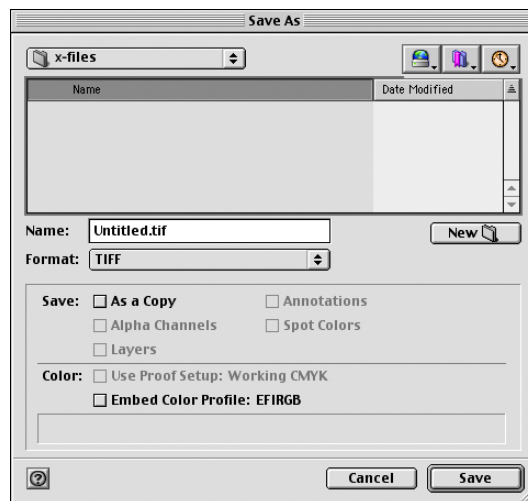 Save As
x-files
Name Date Modified
Name: Untitled.tif New
Format: TIFF
Save: As a Copy Annotations
Alpha Channels Spot Colors
Layers
Color: Use Proof Setup: Working CMYK
Embed Color Profile: EFIRGB
? Cancel Save